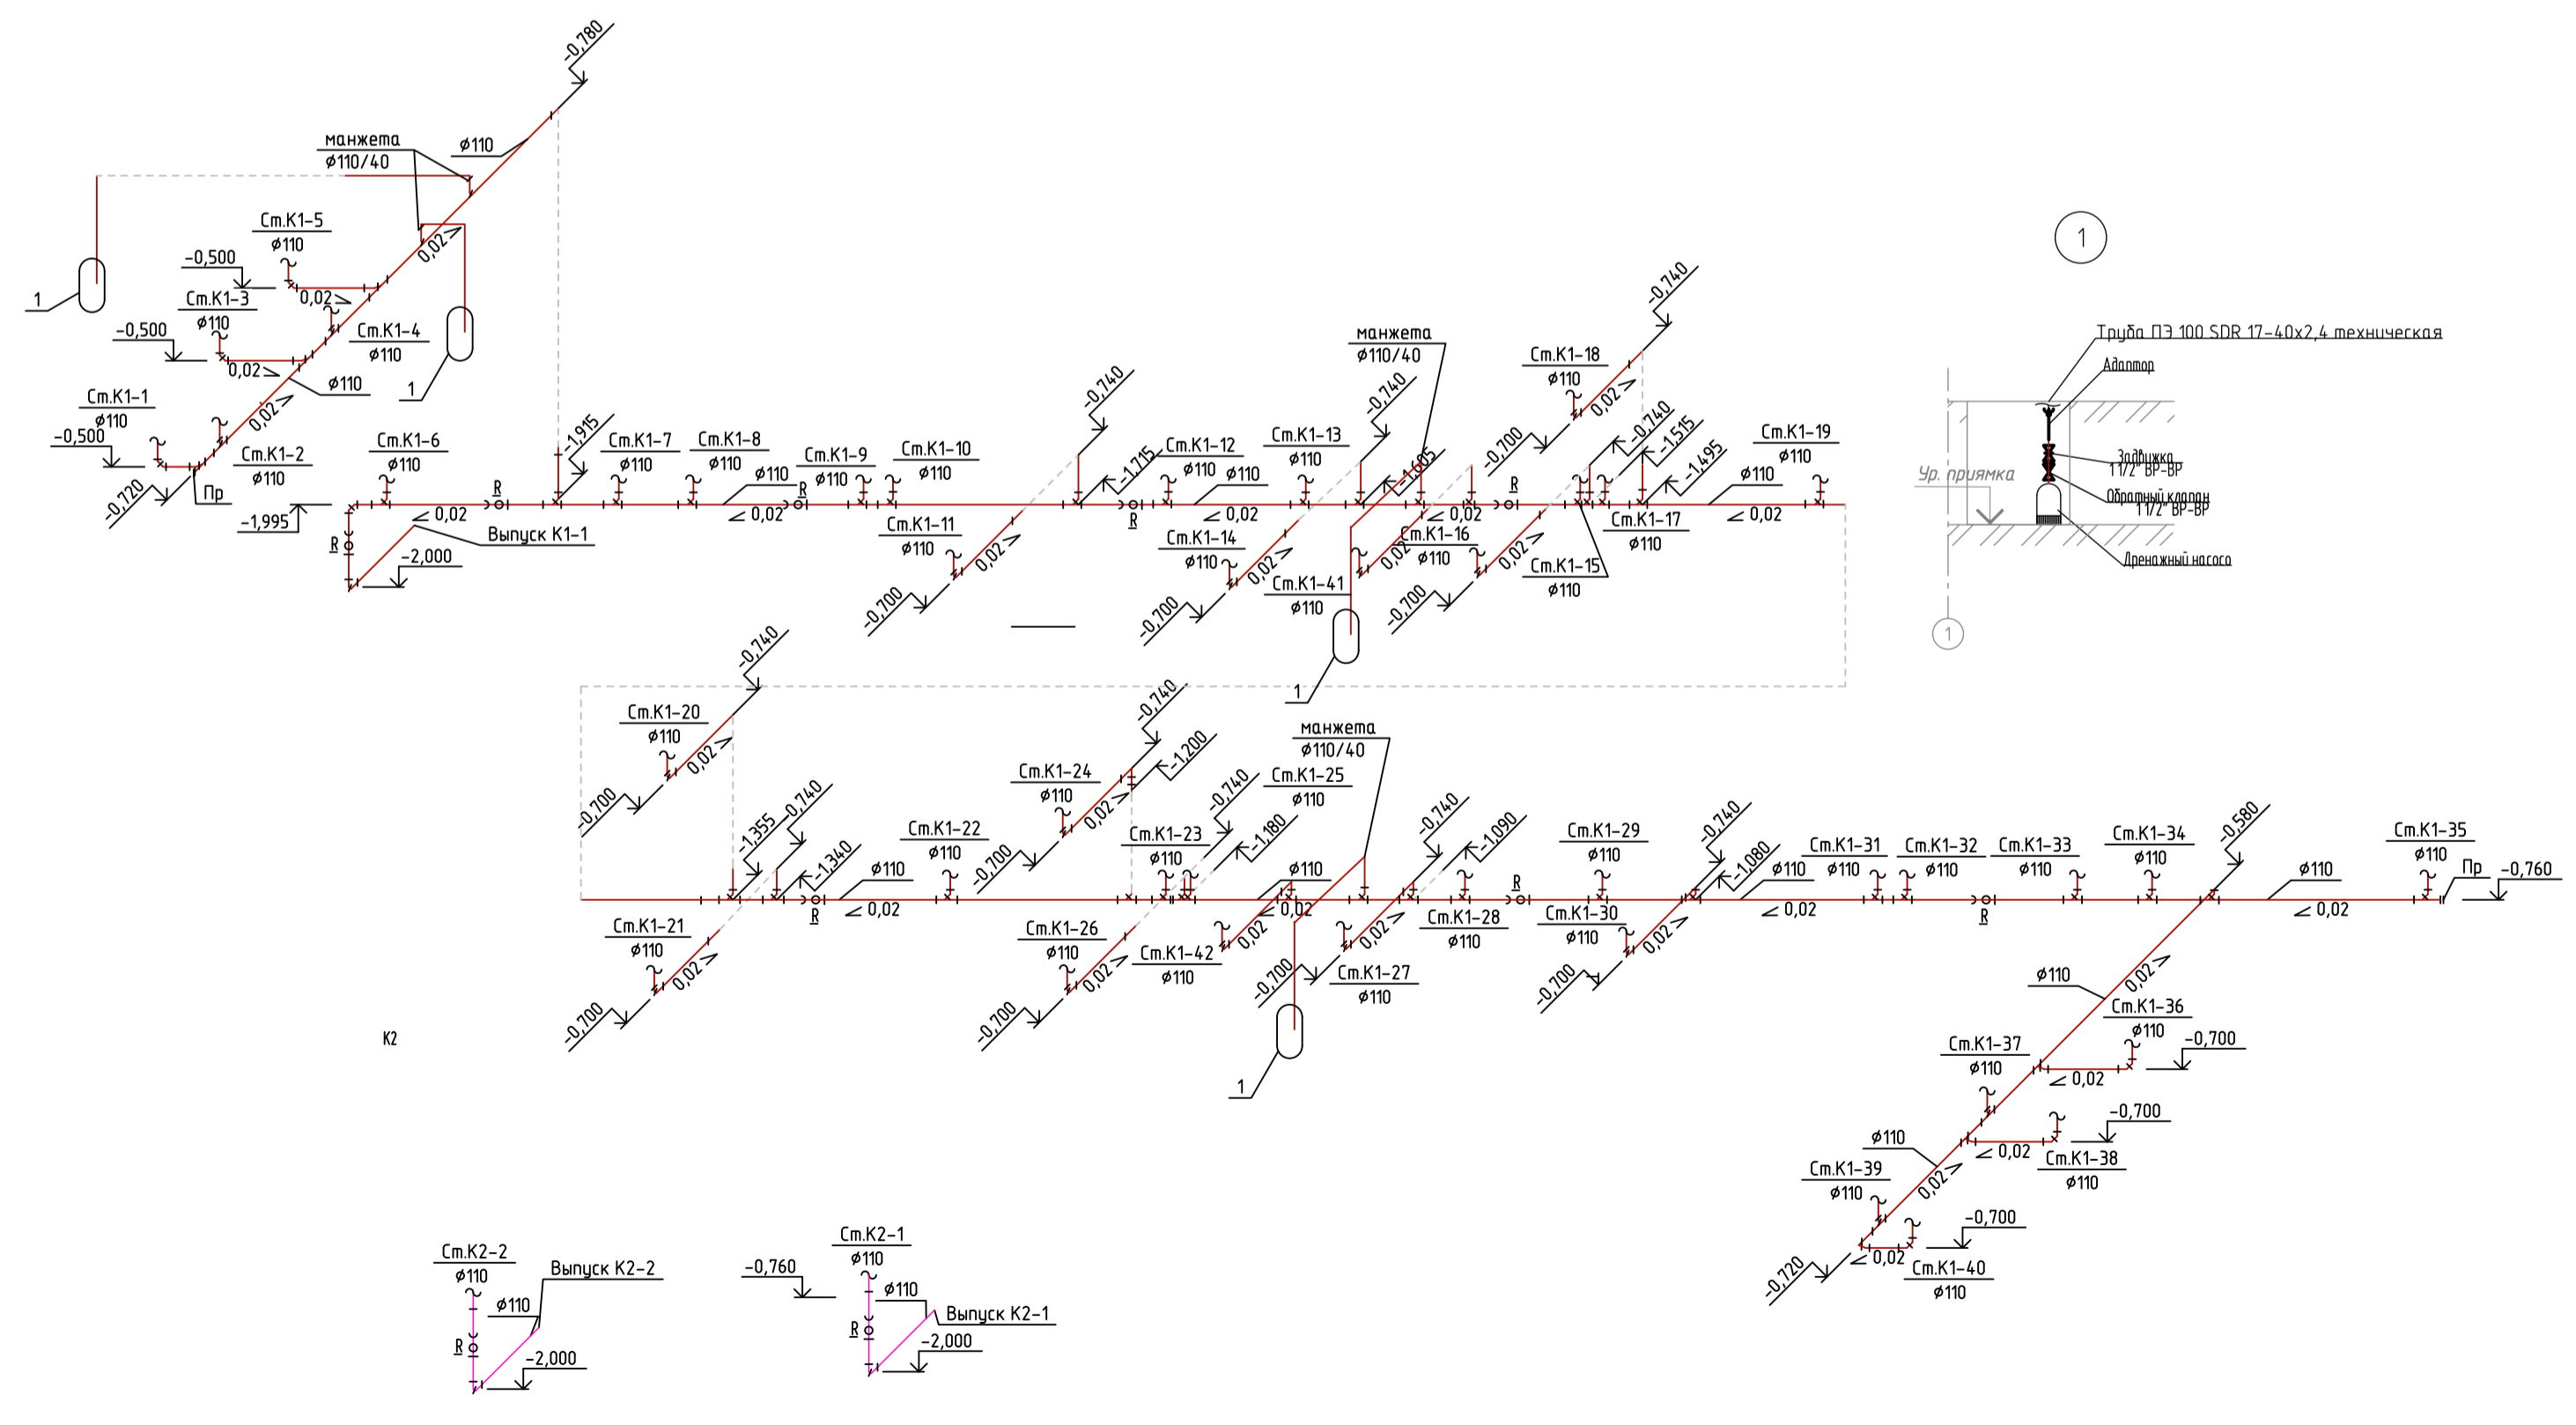 -0,780
манжета
ø110/40
ø110
Ст.К1-5
ø110
-0,500
0,02
0,02
1
Ст.К1-3
ø110
-0,500
Ст.К1-4
ø110
0,02
ø110
1
Ст.К1-1
ø110
-0,500
0,02
Ст.К1-2
ø110
Пр
-0,720
Ст.К1-6
ø110
R
-1,915
Ст.К1-7
ø110
Ст.К1-8
ø110
ø110
Ст.К1-9
ø110
R
Ст.К1-10
ø110
-1,995
0,02
0,02
R
Выпуск К1-1
-2,000
-0,740
-1,715
Ст.К1-11
ø110
0,02
-0,700
R
Ст.К1-12
ø110
ø110
0,02
Ст.К1-13
ø110
-0,740
манжета
ø110/40
-1,605
Ст.К1-14
ø110
0,02
-0,700
Ст.К1-41
ø110
0,02
0,02
Ст.К1-16
ø110
1
-0,700
0,02
R
Ст.К1-18
ø110
-0,740
0,02
-0,700
-0,740
-1,515
-1,495
Ст.К1-17
ø110
Ст.К1-15
ø110
ø110
0,02
Ст.К1-19
ø110
1
Труба ПЭ 100 SDR 17-40х2,4 техническая
Адаптор
Задвижка
1 1/2" ВР-ВР
Обратный клапан
1 1/2" ВР-ВР
Ур. приямка
Дренажный насосо
1
-0,740
Ст.К1-20
ø110
0,02
-0,700
-1,355
-0,740
-1,340
Ст.К1-21
ø110
0,02
-0,700
R
ø110
0,02
Ст.К1-22
ø110
Ст.К1-24
ø110
0,02
-0,700
-0,740
-1,200
Ст.К1-23
ø110
-0,740
-1,180
Ст.К1-25
ø110
манжета
ø110/40
Ст.К1-26
ø110
0,02
-0,700
ø110
0,02
Ст.К1-42
ø110
0,02
-0,740
-1,090
0,02
-0,700
Ст.К1-27
ø110
1
Ст.К1-28
ø110
R
Ст.К1-29
ø110
-0,740
-1,080
Ст.К1-30
ø110
0,02
-0,700
ø110
0,02
Ст.К1-31
ø110
Ст.К1-32
ø110
R
Ст.К1-33
ø110
Ст.К1-34
ø110
-0,580
ø110
0,02
Ст.К1-35
ø110
Пр
-0,760
ø110
0,02
Ст.К1-36
ø110
-0,700
0,02
Ст.К1-37
ø110
-0,700
0,02
Ст.К1-38
ø110
ø110
0,02
Ст.К1-39
ø110
-0,700
0,02
Ст.К1-40
ø110
-0,720
К2
Ст.К2-2
ø110
Выпуск К2-2
ø110
R
-2,000
Ст.К2-1
ø110
-0,760
ø110
Выпуск К2-1
R
-2,000